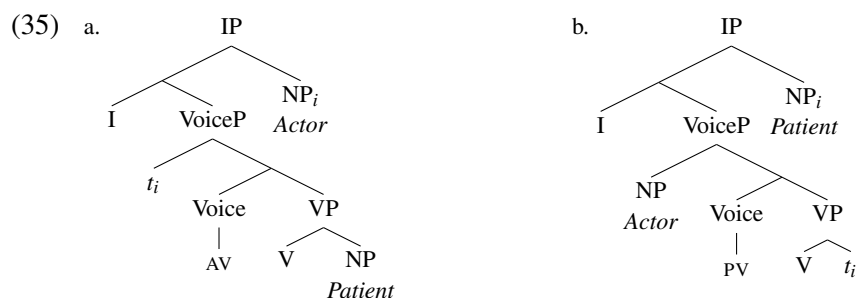 (35) a. IP b. IP
I VoiceP NPᵢ I VoiceP NPᵢ
Actor Patient
tᵢ NP
Voice VP Actor Voice VP
AV V NP PV V tᵢ
Patient